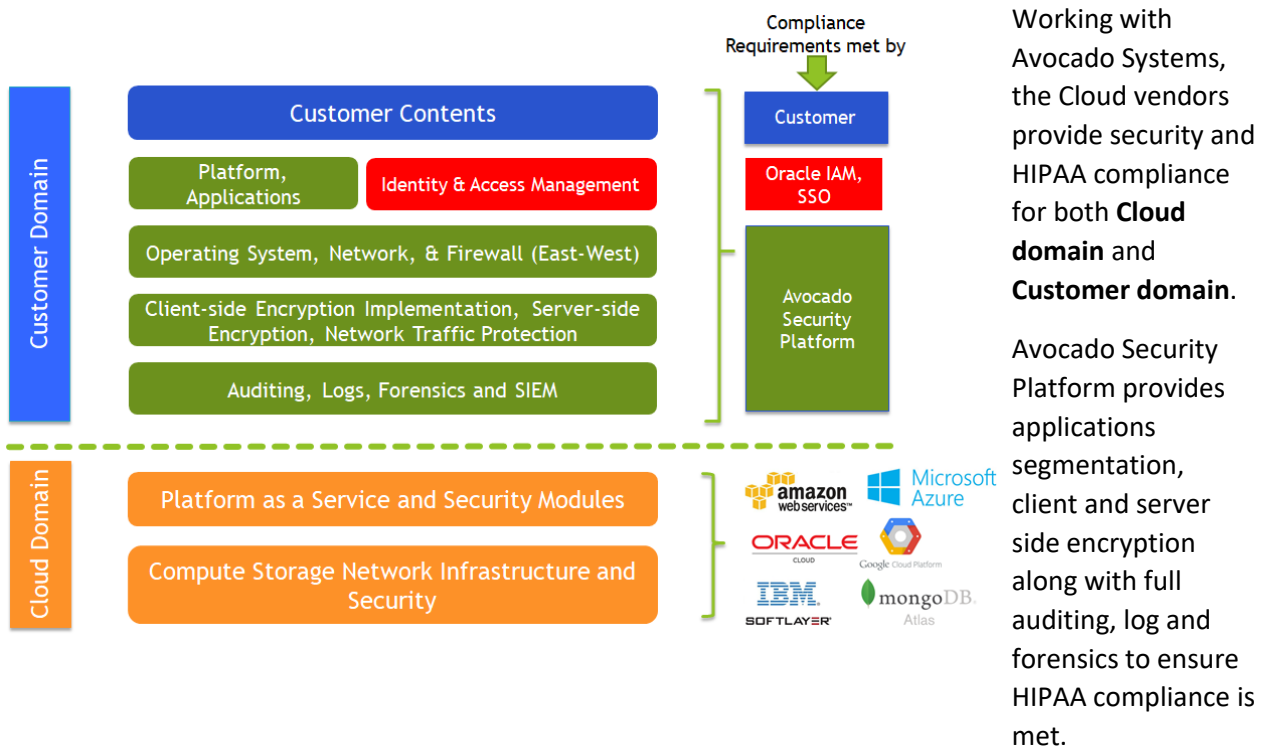 Compliance
Requirements met by
Customer Domain
Customer Contents
Platform,
Applications
Identity & Access Management
Operating System, Network, & Firewall (East-West)
Client-side Encryption Implementation, Server-side
Encryption, Network Traffic Protection
Auditing, Logs, Forensics and SIEM
Customer
Oracle IAM,
SSO
Avocado
Security
Platform
Cloud Domain
Platform as a Service and Security Modules
Compute Storage Network Infrastructure and
Security
amazon
webservices™
Microsoft
Azure
ORACLE
CLOUD
Google Cloud Platform
IBM.
SOFTLAYER
mongoDB.
Atlas
Working with
Avocado Systems,
the Cloud vendors
provide security and
HIPAA compliance
for both Cloud
domain and
Customer domain.
Avocado Security
Platform provides
applications
segmentation,
client and server
side encryption
along with full
auditing, log and
forensics to ensure
HIPAA compliance is
met.